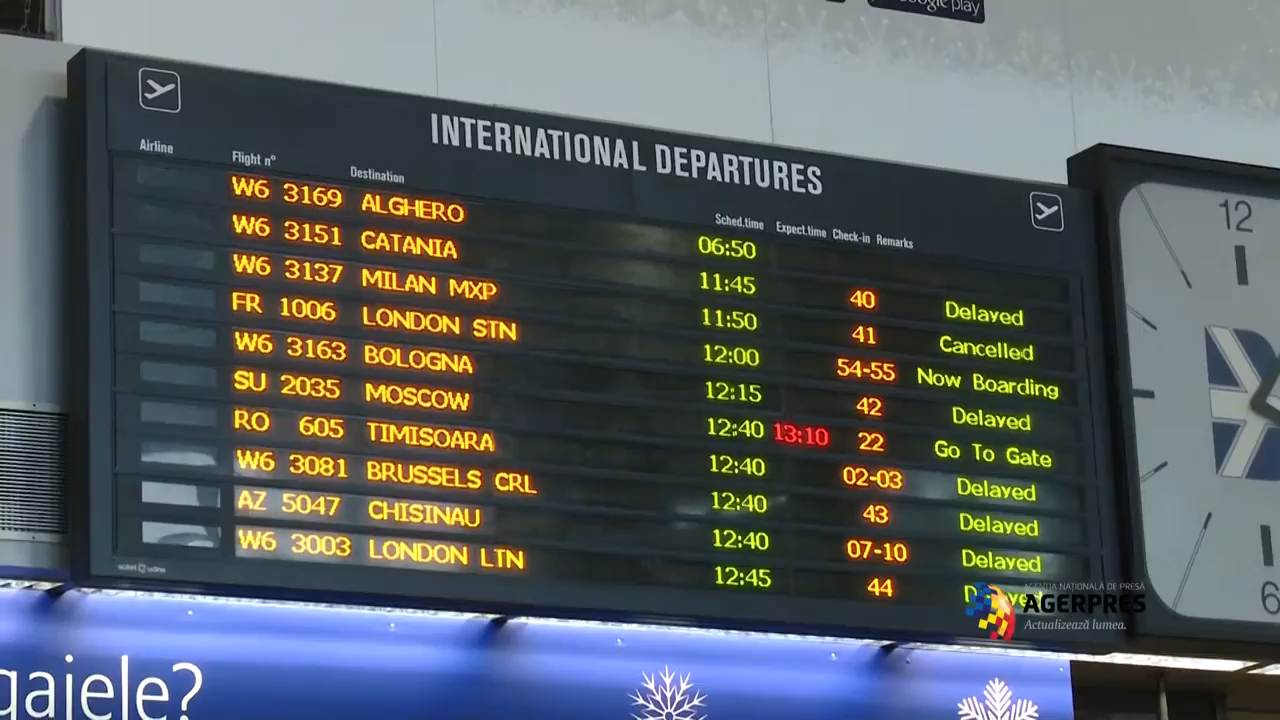 google play
INTERNATIONAL DEPARTURES
Airline Flight n° Destination Sched.time Expect.time Check-in Remarks
W6 3169 ALGHERO 06:50
W6 3151 CATANIA 11:45 40 Delayed
W6 3137 MILAN MXP 11:50 41 Cancelled
FR 1006 LONDON STN 12:00 54-55 Now Boarding
W6 3163 BOLOGNA 12:15 42 Delayed
SU 2035 MOSCOW 12:40 13:10 22 Go To Gate
RO 605 TIMISOARA 12:40 02-03 Delayed
W6 3081 BRUSSELS CRL 12:40 43 Delayed
AZ 5047 CHISINAU 12:40 07-10 Delayed
W6 3003 LONDON LTN 12:45 44 Delayed
12
6
AGENȚIA NAȚIONALĂ DE PRESĂ
AGERPRES
Actualizează lumea.
gajele?